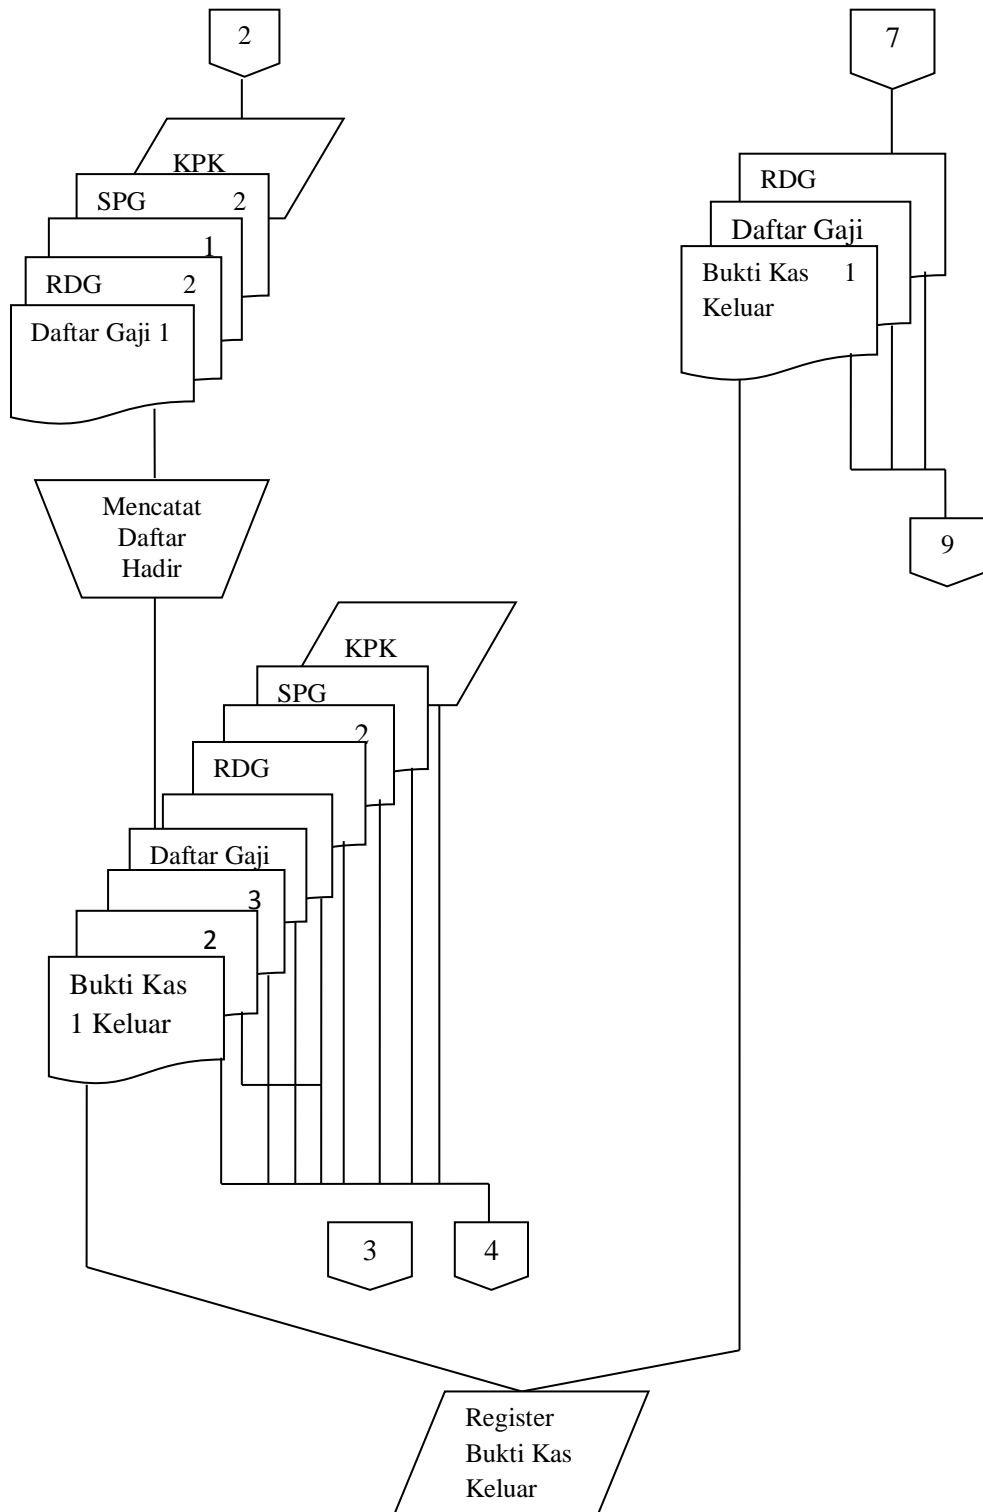 2
KPK
SPG 2
1
RDG 2
Daftar Gaji 1
Mencatat
Daftar
Hadir
KPK
SPG
2
RDG
Daftar Gaji
3
2
Bukti Kas
1 Keluar
3
4
7
RDG
Daftar Gaji
Bukti Kas 1
Keluar
9
Register
Bukti Kas
Keluar